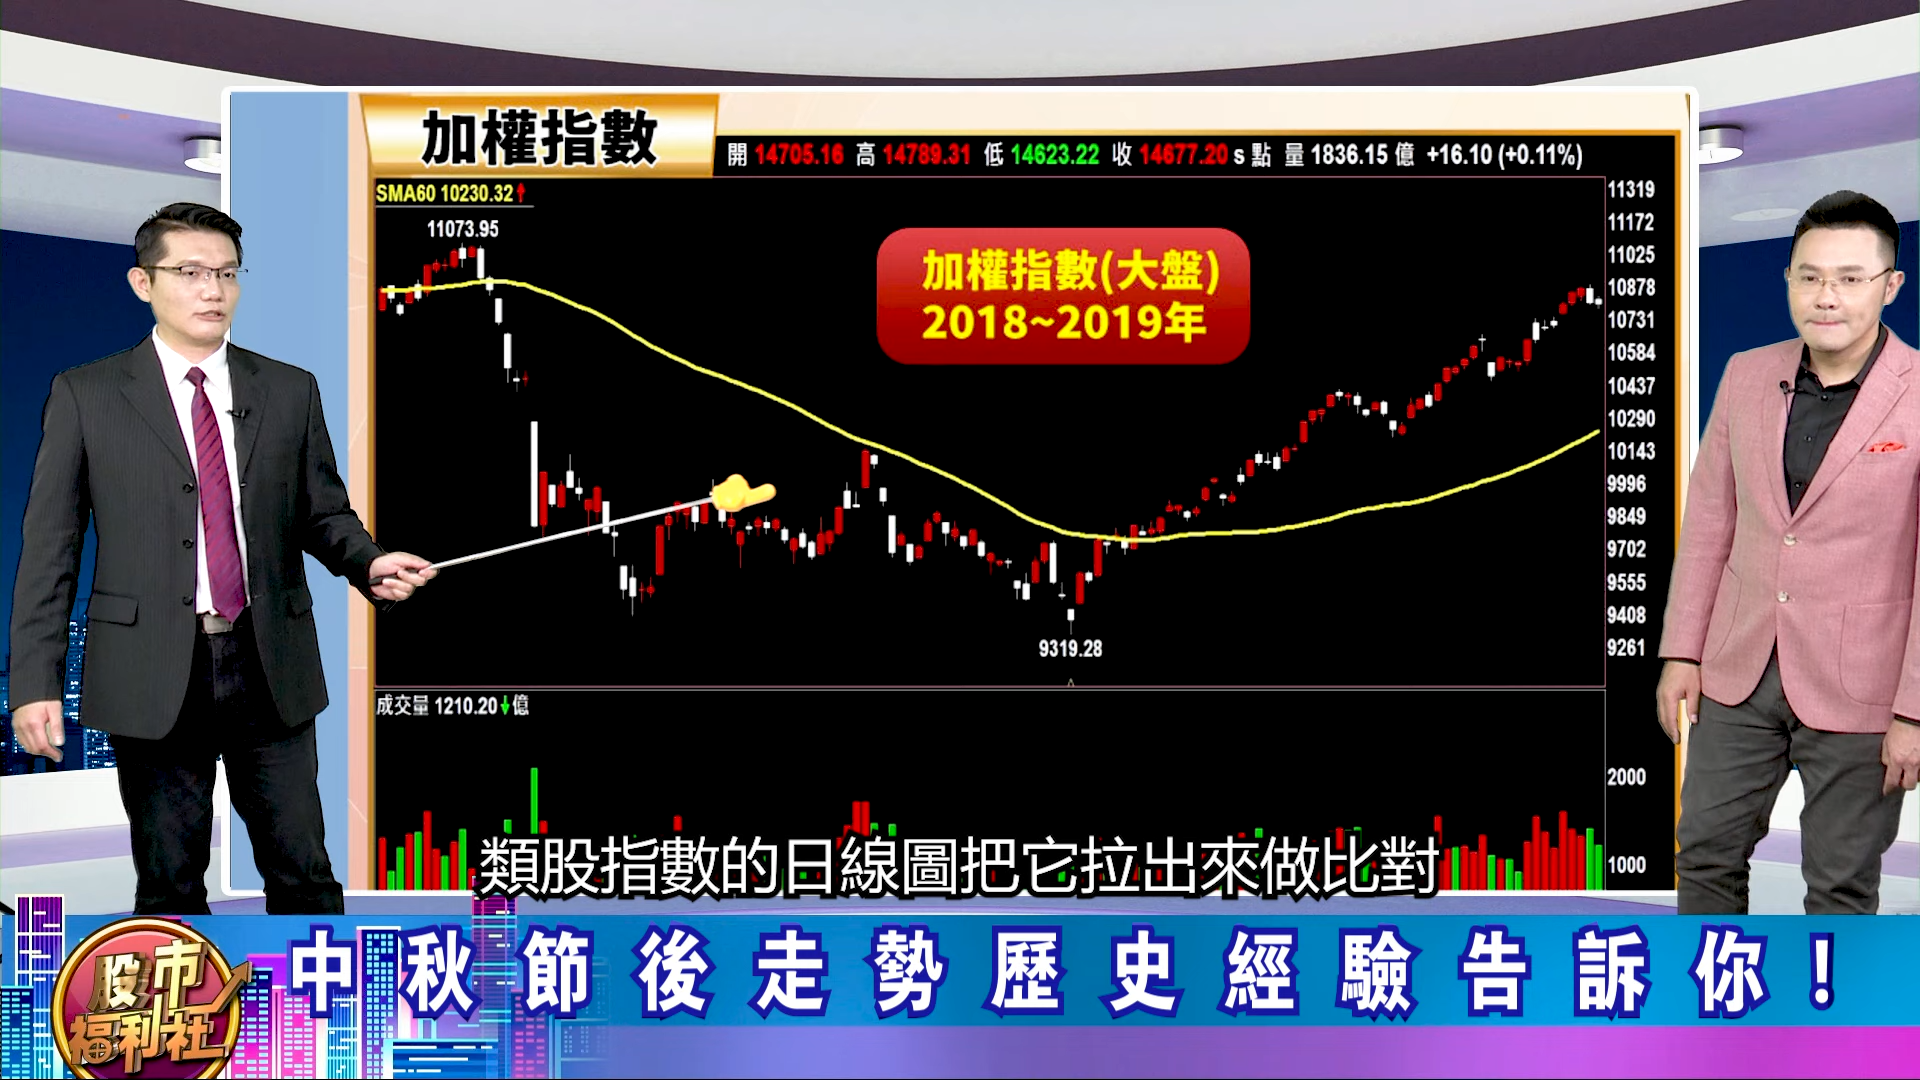 加權指數
開 14705.16 高 14789.31 低 14623.22 收 14677.20 s 點 量 1836.15 億 +16.10 (+0.11%)
SMA60 10230.32↑
11073.95
加權指數(大盤)
2018~2019年
9319.28
11319
11172
11025
10878
10731
10584
10437
10290
10143
9996
9849
9702
9555
9408
9261
成交量 1210.20↓億
2000
1000
類股指數的日線圖把它拉出來做比對
中秋節後走勢歷史經驗告訴你!
股市
福利社